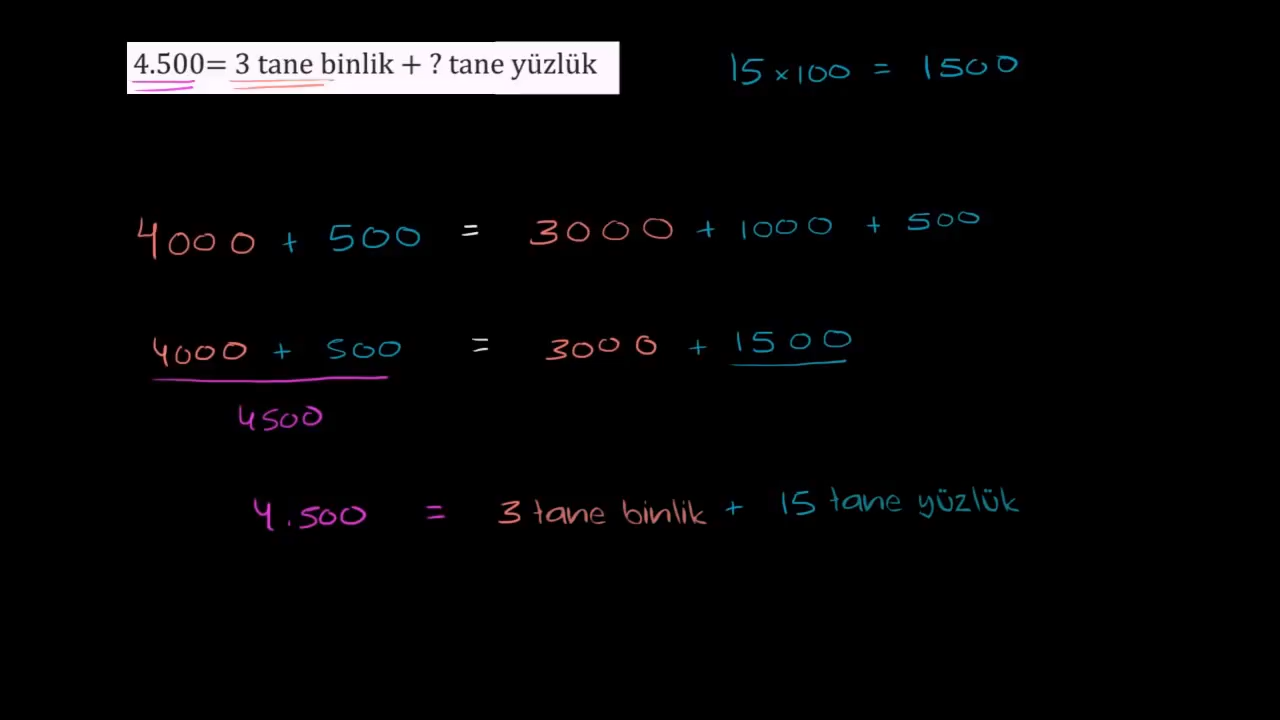 4.500= 3 tane binlik + ? tane yüzlük
15 × 100 = 1500
4000 + 500 = 3000 + 1000 + 500
4000 + 500 = 3000 + 1500
4500
4.500 = 3 tane binlik + 15 tane yüzlük